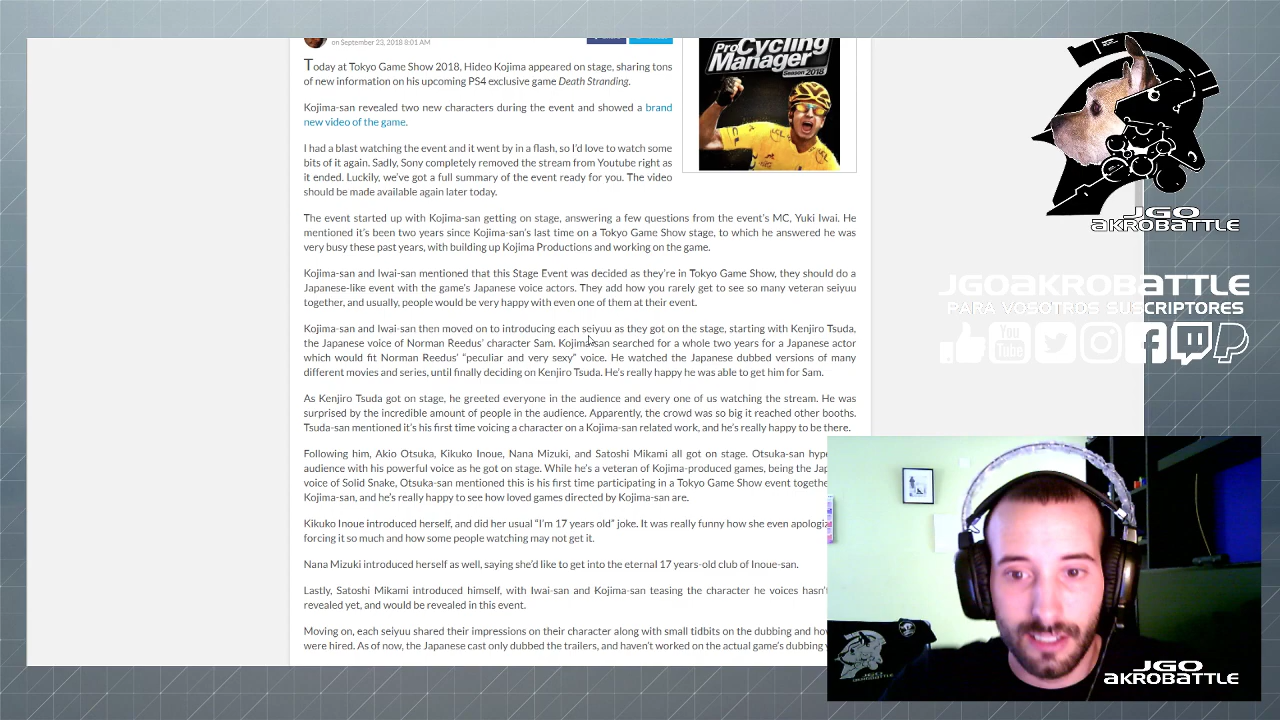 on September 23, 2018 8:01 AM
Today at Tokyo Game Show 2018, Hideo Kojima appeared on stage, sharing tons
of new information on his upcoming PS4 exclusive game Death Stranding.
Kojima-san revealed two new characters during the event and showed a brand
new video of the game.
I had a blast watching the event and it went by in a flash, so I'd love to watch some
bits of it again. Sadly, Sony completely removed the stream from Youtube right as
it ended. Luckily, we've got a full summary of the event ready for you. The video
should be made available again later today.
The event started up with Kojima-san getting on stage, answering a few questions from the event's MC, Yuki Iwai. He
mentioned it's been two years since Kojima-san's last time on a Tokyo Game Show stage, to which he answered he was
very busy these past years, with building up Kojima Productions and working on the game.
Kojima-san and Iwai-san mentioned that this Stage Event was decided as they're in Tokyo Game Show, they should do a
Japanese-like event with the game's Japanese voice actors. They add how you rarely get to see so many veteran seiyuu
together, and usually, people would be very happy with even one of them at their event.
Kojima-san and Iwai-san then moved on to introducing each seiyuu as they got on the stage, starting with Kenjiro Tsuda,
the Japanese voice of Norman Reedus' character Sam. Kojima-san searched for a whole two years for a Japanese actor
which would fit Norman Reedus' "peculiar and very sexy" voice. He watched the Japanese dubbed versions of many
different movies and series, until finally deciding on Kenjiro Tsuda. He's really happy he was able to get him for Sam.
As Kenjiro Tsuda got on stage, he greeted everyone in the audience and every one of us watching the stream. He was
surprised by the incredible amount of people in the audience. Apparently, the crowd was so big it reached other booths.
Tsuda-san mentioned it's his first time voicing a character on a Kojima-san related work, and he's really happy to be there.
Following him, Akio Otsuka, Kikuko Inoue, Nana Mizuki, and Satoshi Mikami all got on stage. Otsuka-san hype
audience with his powerful voice as he got on stage. While he's a veteran of Kojima-produced games, being the Jap
voice of Solid Snake, Otsuka-san mentioned this is his first time participating in a Tokyo Game Show event togethe
Kojima-san, and he's really happy to see how loved games directed by Kojima-san are.
Kikuko Inoue introduced herself, and did her usual "I'm 17 years old" joke. It was really funny how she even apologiz
forcing it so much and how some people watching may not get it.
Nana Mizuki introduced herself as well, saying she'd like to get into the eternal 17 years-old club of Inoue-san.
Lastly, Satoshi Mikami introduced himself, with Iwai-san and Kojima-san teasing the character he voices hasn'
revealed yet, and would be revealed in this event.
Moving on, each seiyuu shared their impressions on their character along with small tidbits on the dubbing and ho
were hired. As of now, the Japanese cast only dubbed the trailers, and haven't worked on the actual game's dubbing
Pro Cycling
Manager
Season 2018
JGO
AKROBATTLE
JGOAKROBATTLE
PARA VOSOTROS SUSCRIPTORES
You
Tube
JGO
AKROBATTLE